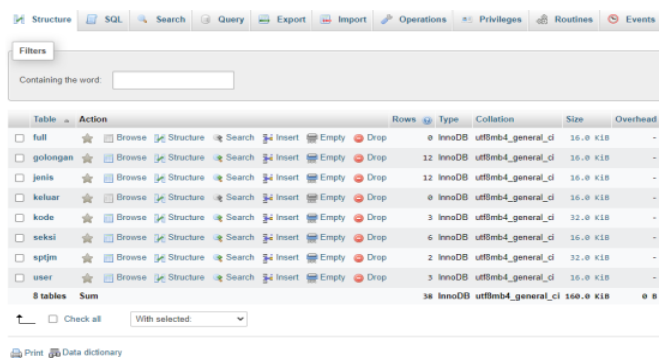 Structure SQL Search Query Export Import Operations Privileges Routines Events
Filters
Containing the word:
Table Action Rows Type Collation Size Overhead
full Browse Structure Search Insert Empty Drop 0 InnoDB utf8mb4_general_ci 16.0 KiB -
golongan Browse Structure Search Insert Empty Drop 12 InnoDB utf8mb4_general_ci 16.0 KiB -
jenis Browse Structure Search Insert Empty Drop 12 InnoDB utf8mb4_general_ci 16.0 KiB -
keluar Browse Structure Search Insert Empty Drop 0 InnoDB utf8mb4_general_ci 16.0 KiB -
kode Browse Structure Search Insert Empty Drop 3 InnoDB utf8mb4_general_ci 32.0 KiB -
seksi Browse Structure Search Insert Empty Drop 6 InnoDB utf8mb4_general_ci 16.0 KiB -
sptjm Browse Structure Search Insert Empty Drop 2 InnoDB utf8mb4_general_ci 32.0 KiB -
user Browse Structure Search Insert Empty Drop 3 InnoDB utf8mb4_general_ci 16.0 KiB -
8 tables Sum 38 InnoDB utf8mb4_general_ci 160.0 KiB 0 B
Check all With selected:
Print Data dictionary